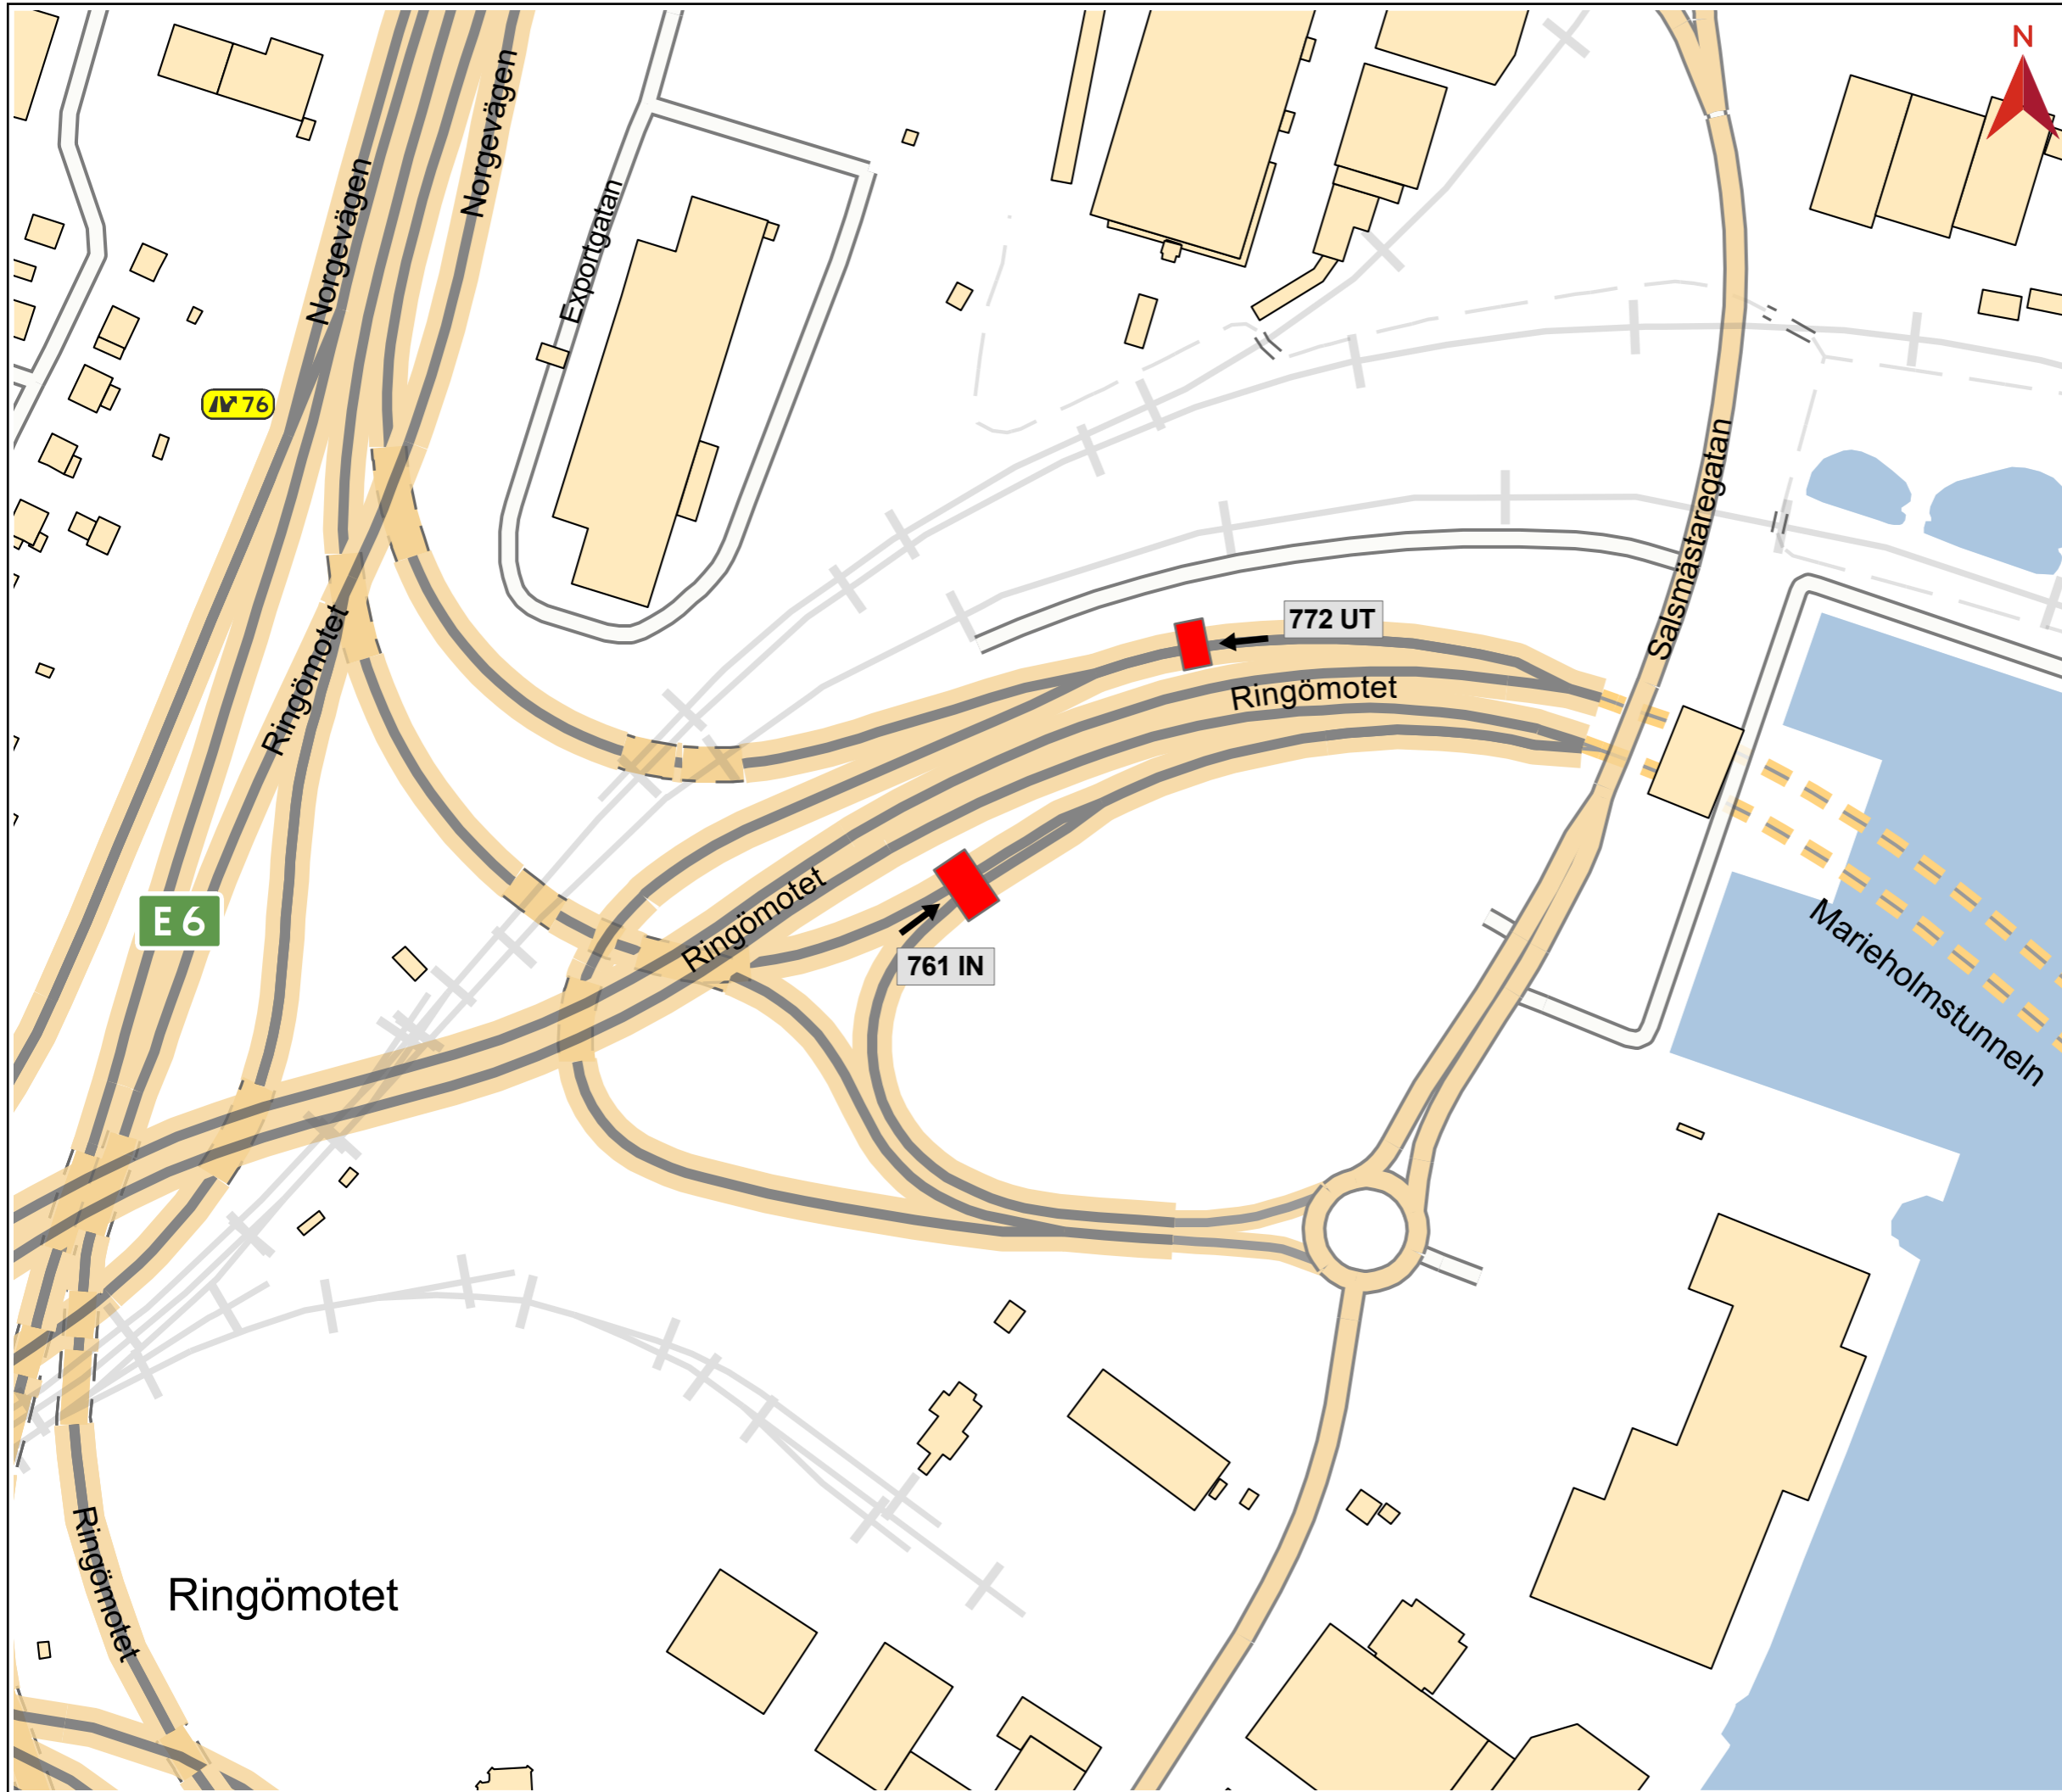 N
Norgevägen
Norgevägen
Exportgatan
76
Salsmästaregatan
772 UT
Ringömotet
Ringömotet
E 6
Ringömotet
761 IN
Marieholmstunneln
Ringömotet
Ringömotet